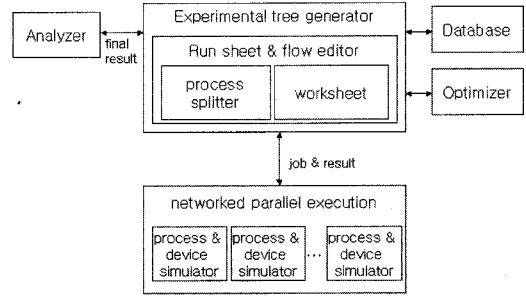 Experimental tree generator
Analyzer
final
result
Run sheet & flow editor
process
splitter
worksheet
Database
Optimizer
job & result
networked parallel execution
process &
device
simulator
process &
device
simulator
...
process &
device
simulator